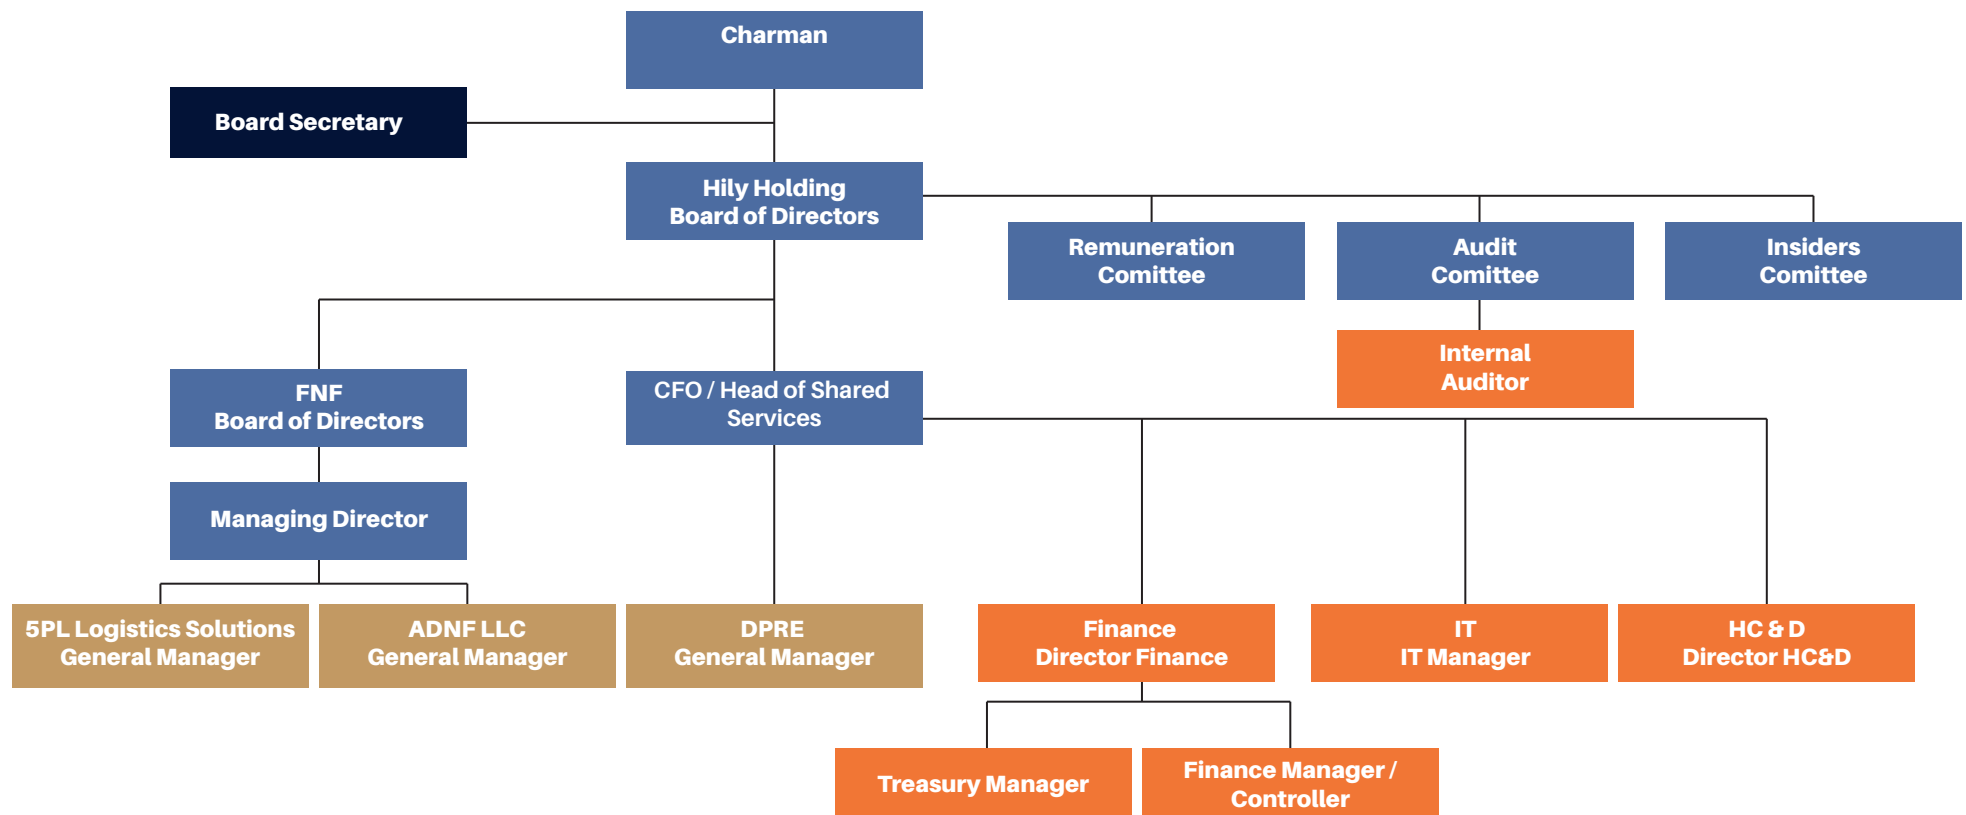 Charman
Board Secretary
Hily Holding
Board of Directors
Remuneration
Comittee
Audit
Comittee
Insiders
Comittee
Internal
Auditor
FNF
Board of Directors
CFO / Head of Shared
Services
Managing Director
5PL Logistics Solutions
General Manager
ADNF LLC
General Manager
DPRE
General Manager
Finance
Director Finance
IT
IT Manager
HC & D
Director HC&D
Treasury Manager
Finance Manager /
Controller